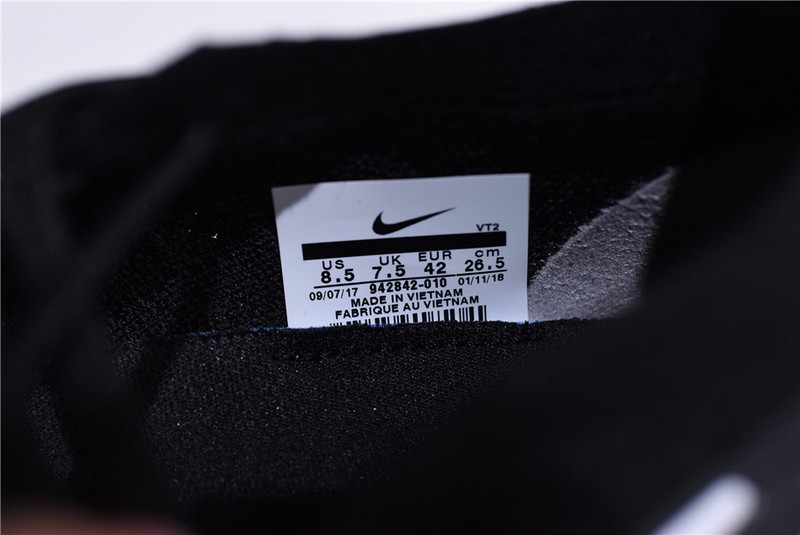 VT2
US UK EUR cm
8.5 7.5 42 26.5
09/07/17 942842-010 01/11/18
MADE IN VIETNAM
FABRIQUE AU VIETNAM